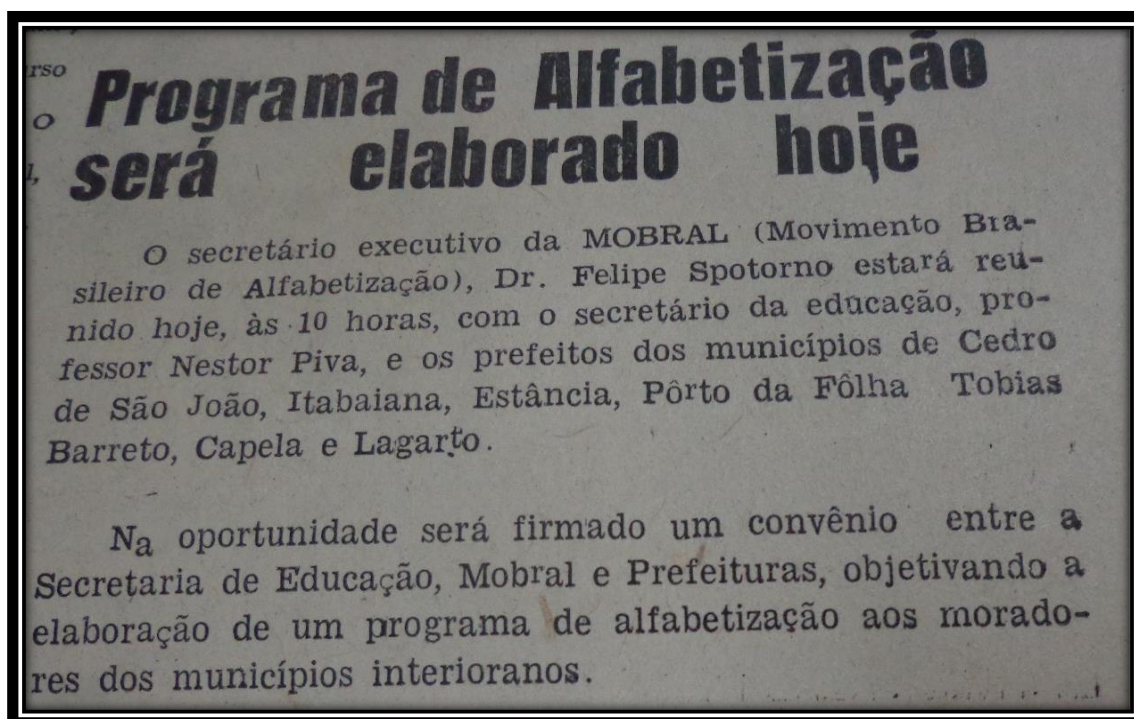 rso
O
Programa de Alfabetização
será elaborado hoje
O secretário executivo da MOBRAL (Movimento Bra-
sileiro de Alfabetização), Dr. Felipe Spotorno estará reu-
nido hoje, às 10 horas, com o secretário da educação, pro-
fessor Nestor Piva, e os prefeitos dos municípios de Cedro
de São João, Itabaiana, Estância, Pôrto da Fôlha Tobias
Barreto, Capela e Lagarto.
Na oportunidade será firmado um convênio entre a
Secretaria de Educação, Mobral e Prefeituras, objetivando a
elaboração de um programa de alfabetização aos morado-
res dos municípios interioranos.